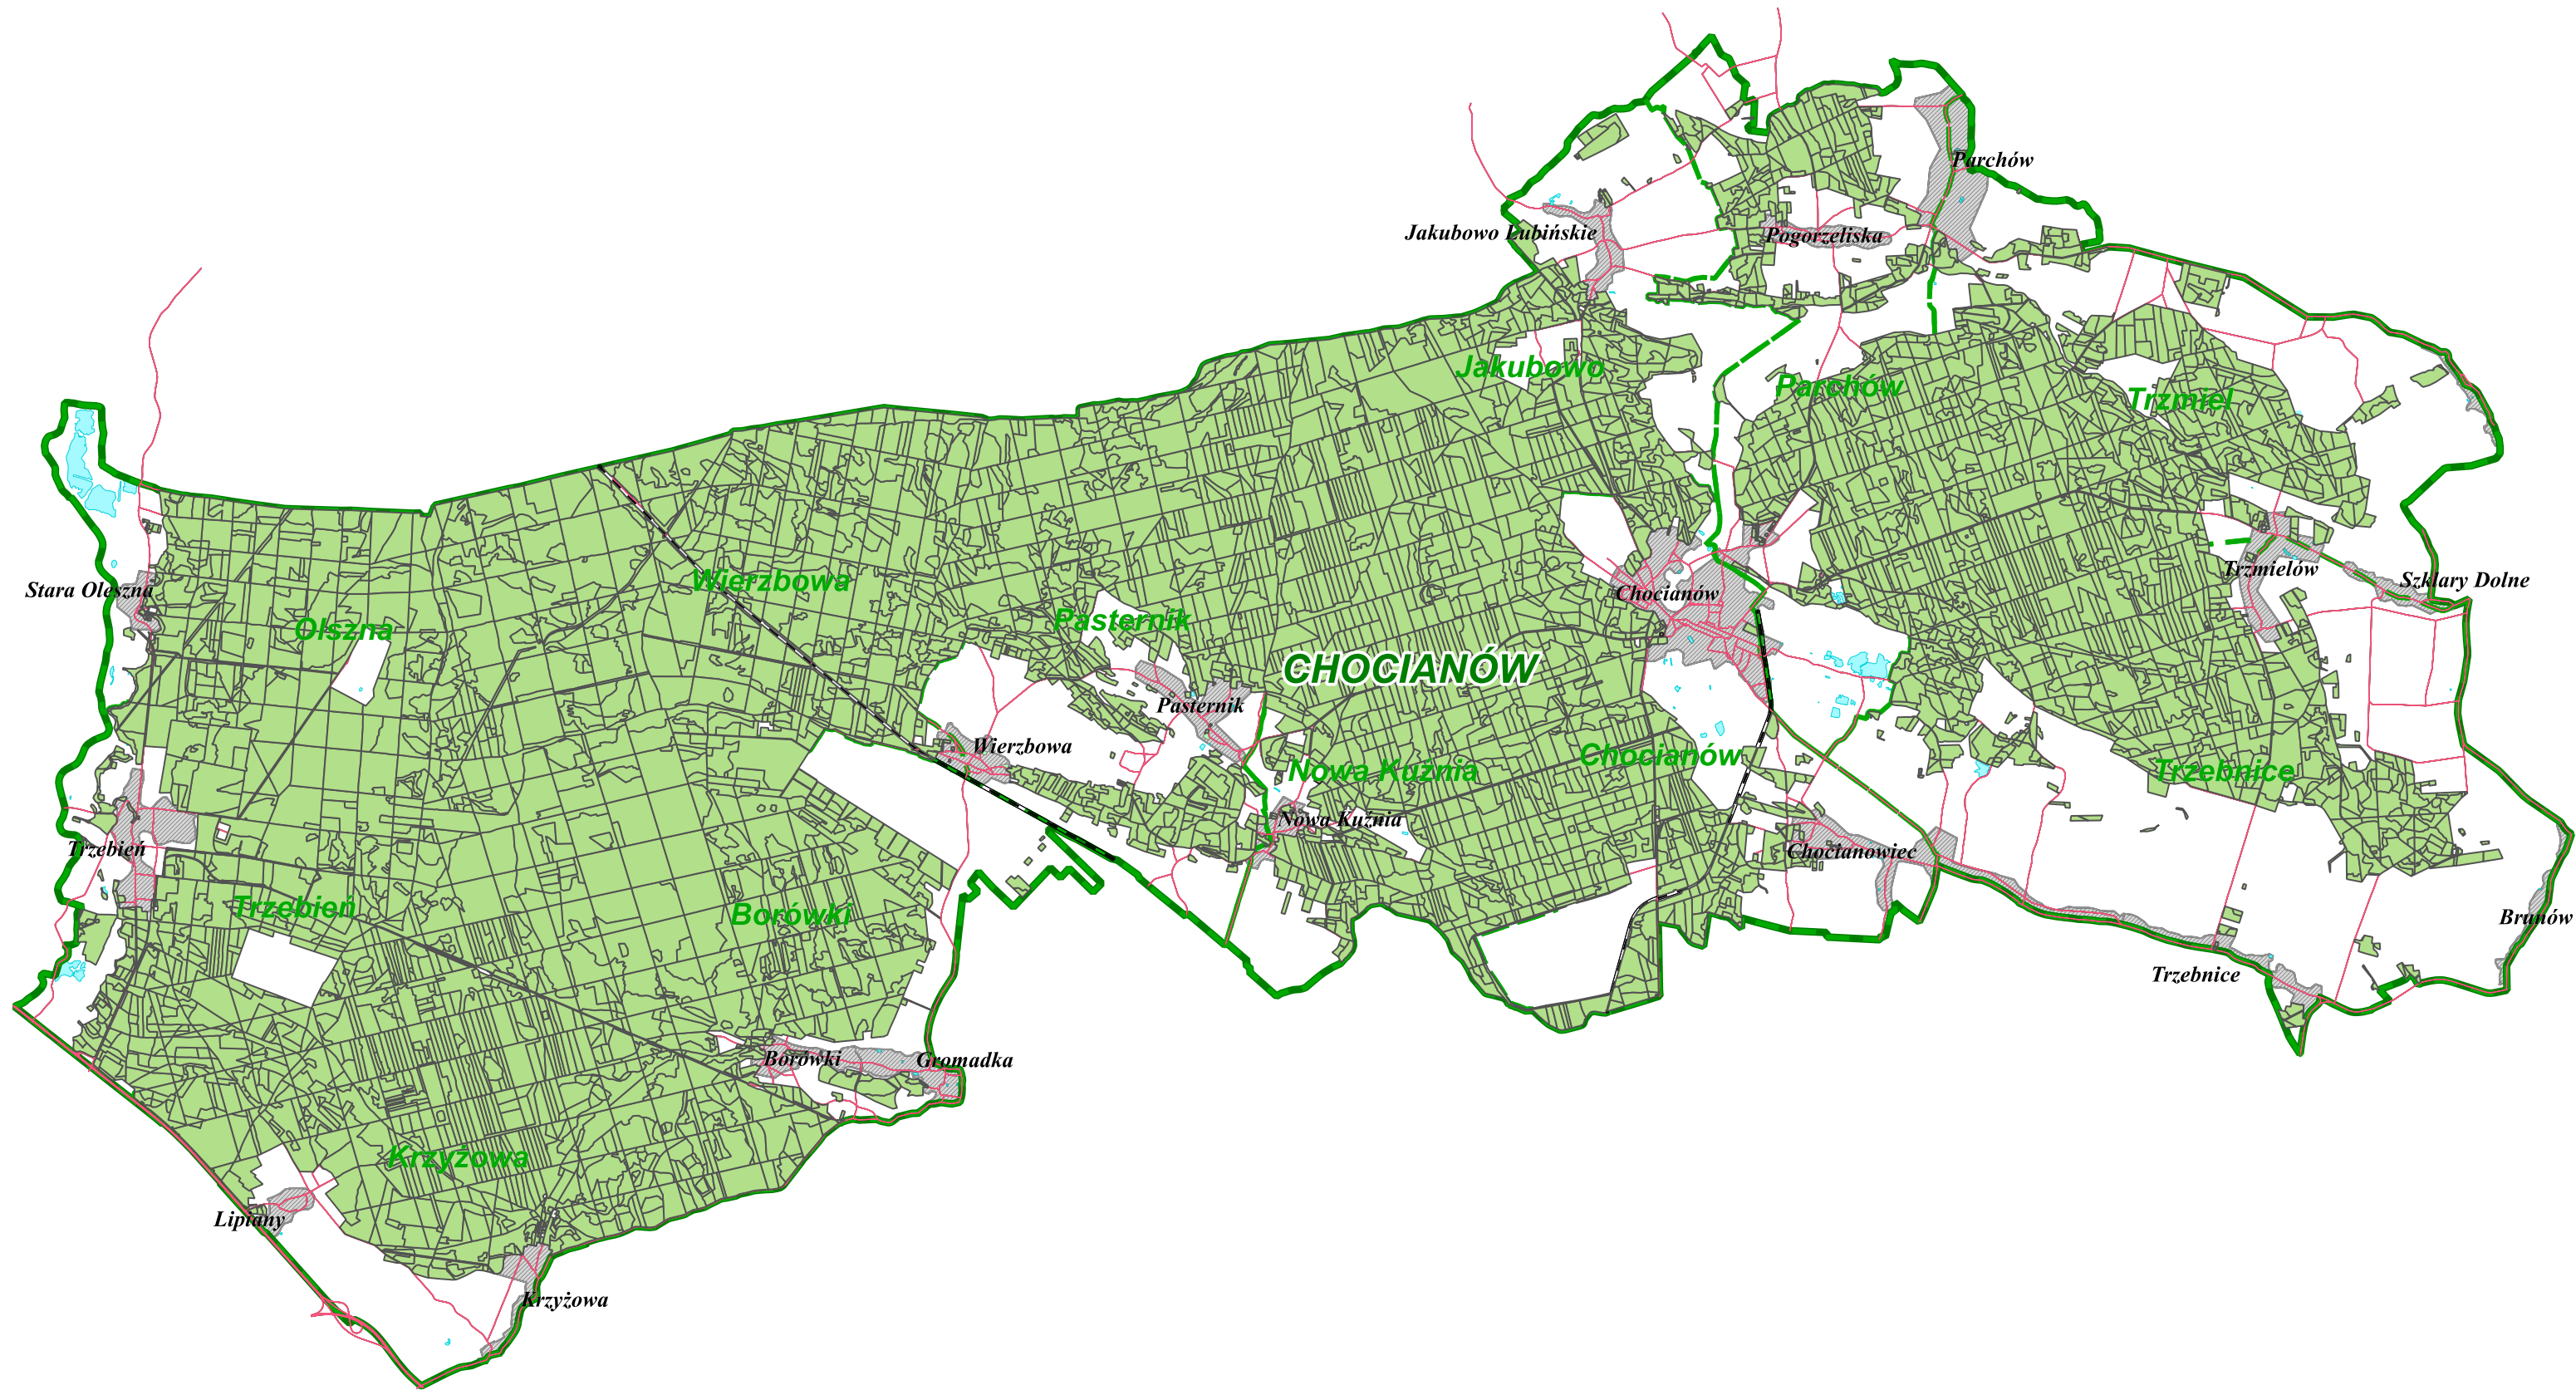 Parchów
Jakubowo Lubińskie
Pogorzeliska
Jakubowo
Parchów
Trzmiel
Stara Oleszna
Wierzbowa
Olszna
Pasternik
Chocianów
Trzmielów
Szklary Dolne
CHOCIANÓW
Pasternik
Wierzbowa
Nowa Kuźnia
Chocianów
Trzebnice
Nowa Kuźnia
Trzebień
Chocianowiec
Trzebień
Borówki
Brunów
Trzebnice
Borówki
Gromadka
Krzyżowa
Lipiany
Krzyżowa